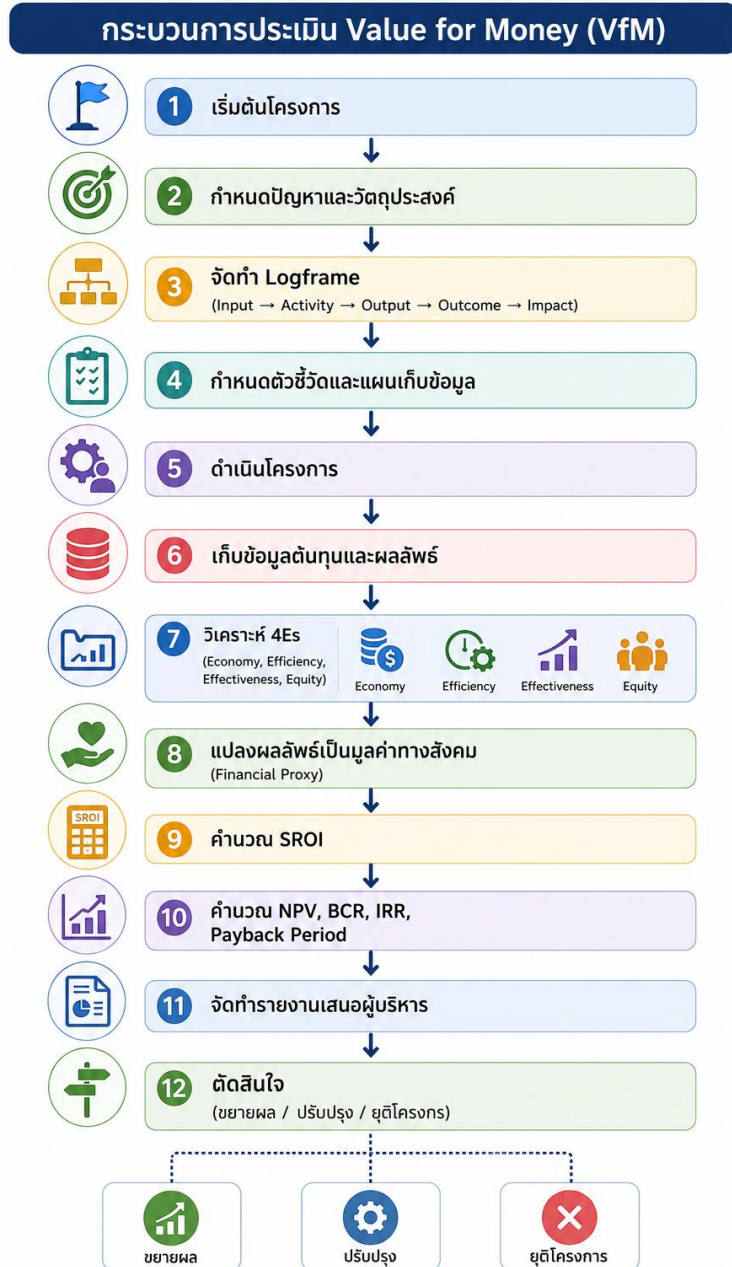 กระบวนการประเมิน Value for Money (VfM)
1 เริ่มต้นโครงการ
2 กำหนดปัญหาและวัตถุประสงค์
3 จัดทำ Logframe
(Input → Activity → Output → Outcome → Impact)
4 กำหนดตัวชี้วัดและแผนเก็บข้อมูล
5 ดำเนินโครงการ
6 เก็บข้อมูลต้นทุนและผลลัพธ์
7 วิเคราะห์ 4Es
(Economy, Efficiency,
Effectiveness, Equity)
Economy Efficiency Effectiveness Equity
8 แปลงผลลัพธ์เป็นมูลค่าทางสังคม
(Financial Proxy)
SROI
9 คำนวณ SROI
10 คำนวณ NPV, BCR, IRR,
Payback Period
11 จัดทำรายงานเสนอผู้บริหาร
12 ตัดสินใจ
(ขยายผล / ปรับปรุง / ยุติโครงกร)
ขยายผล ปรับปรุง ยุติโครงการ